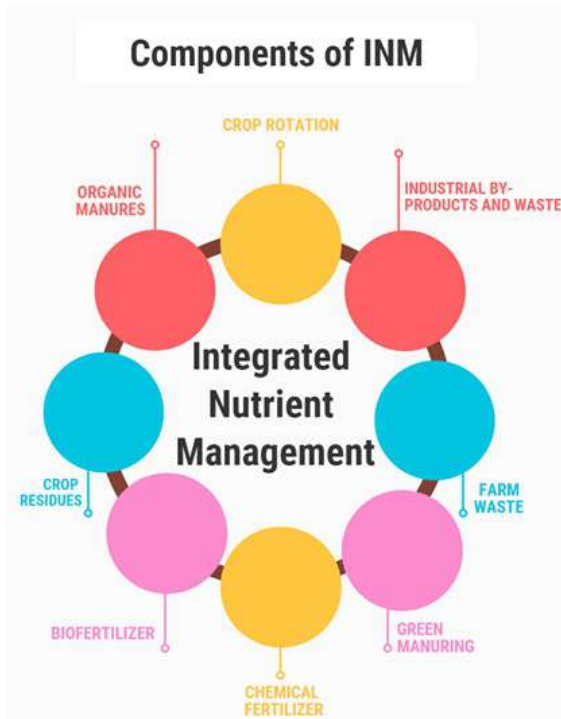 Components of INM
CROP ROTATION
ORGANIC
MANURES
INDUSTRIAL BY-
PRODUCTS AND WASTE
Integrated
Nutrient
Management
CROP
RESIDUES
FARM
WASTE
BIOFERTILIZER
GREEN
MANURING
CHEMICAL
FERTILIZER